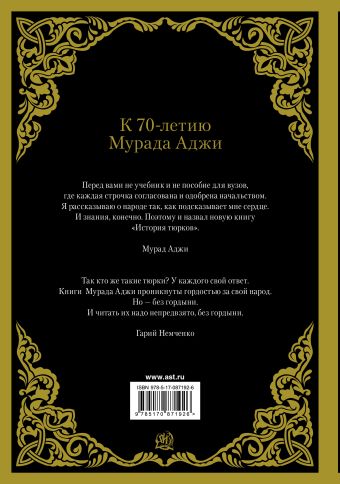 К 70-летию
Мурада Аджи
Перед вами не учебник и не пособие для вузов,
где каждая строчка согласована и одобрена начальством.
Я рассказываю о народе так, как подсказывает мне сердце.
И знания, конечно. Поэтому и назвал новую книгу
«История тюрков».
Мурад Аджи
Так кто же такие тюрки? У каждого свой ответ.
Книги Мурада Аджи проникнуты гордостью за свой народ.
Но – без гордыни.
И читать их надо непредвзято, без гордыни.
Гарий Немченко
www.ast.ru
ISBN 978-5-17-087192-6
9785170871926>